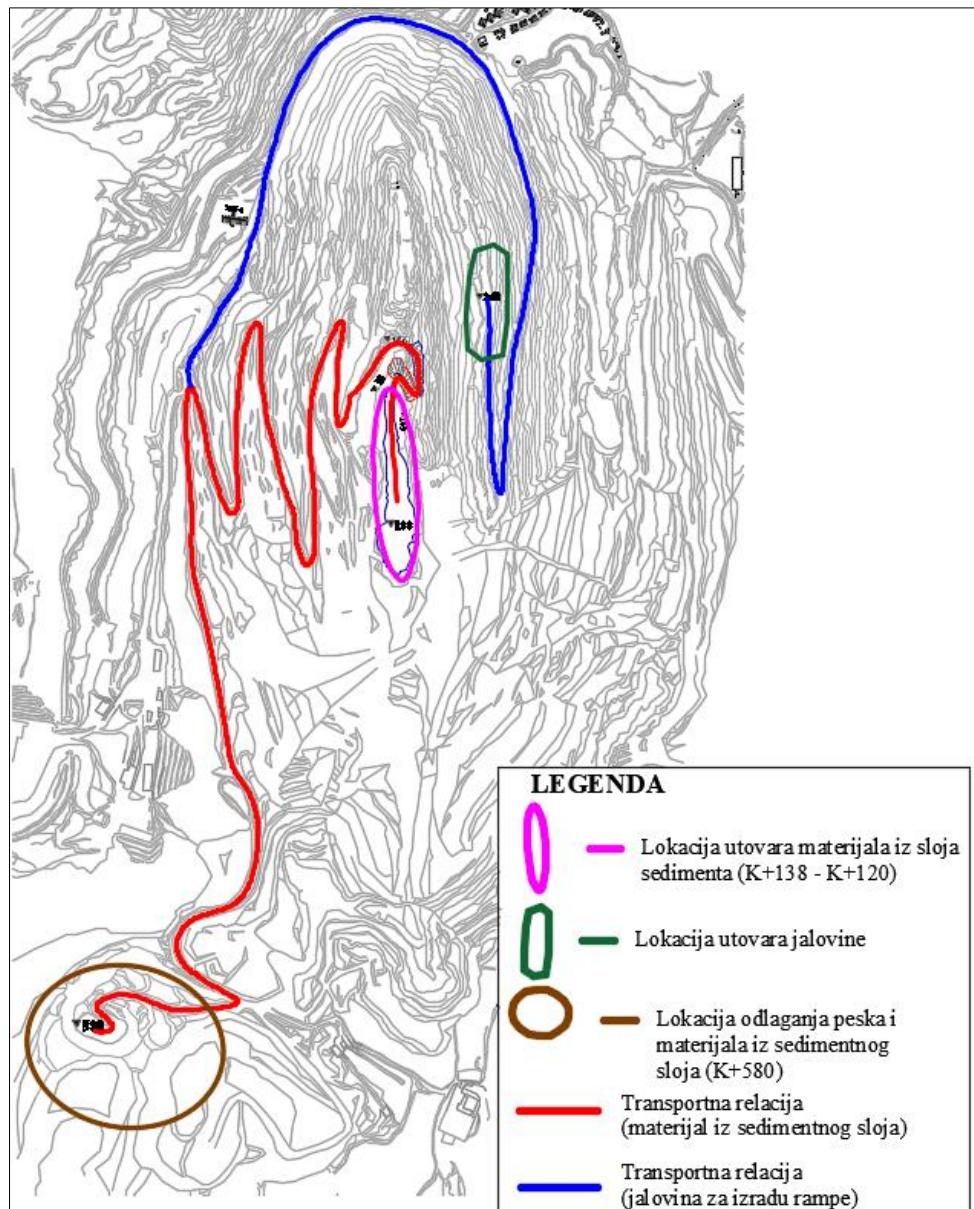 LEGENDA
Lokacija utovara materijala iz sloja
sedimenta (K+138 - K+120)
Lokacija utovara jalovine
Lokacija odlaganja peska i
materijala iz sedimentnog
sloja (K+580)
Transportna relacija
(materijal iz sedimentnog sloja)
Transportna relacija
(jalovina za izradu rampe)